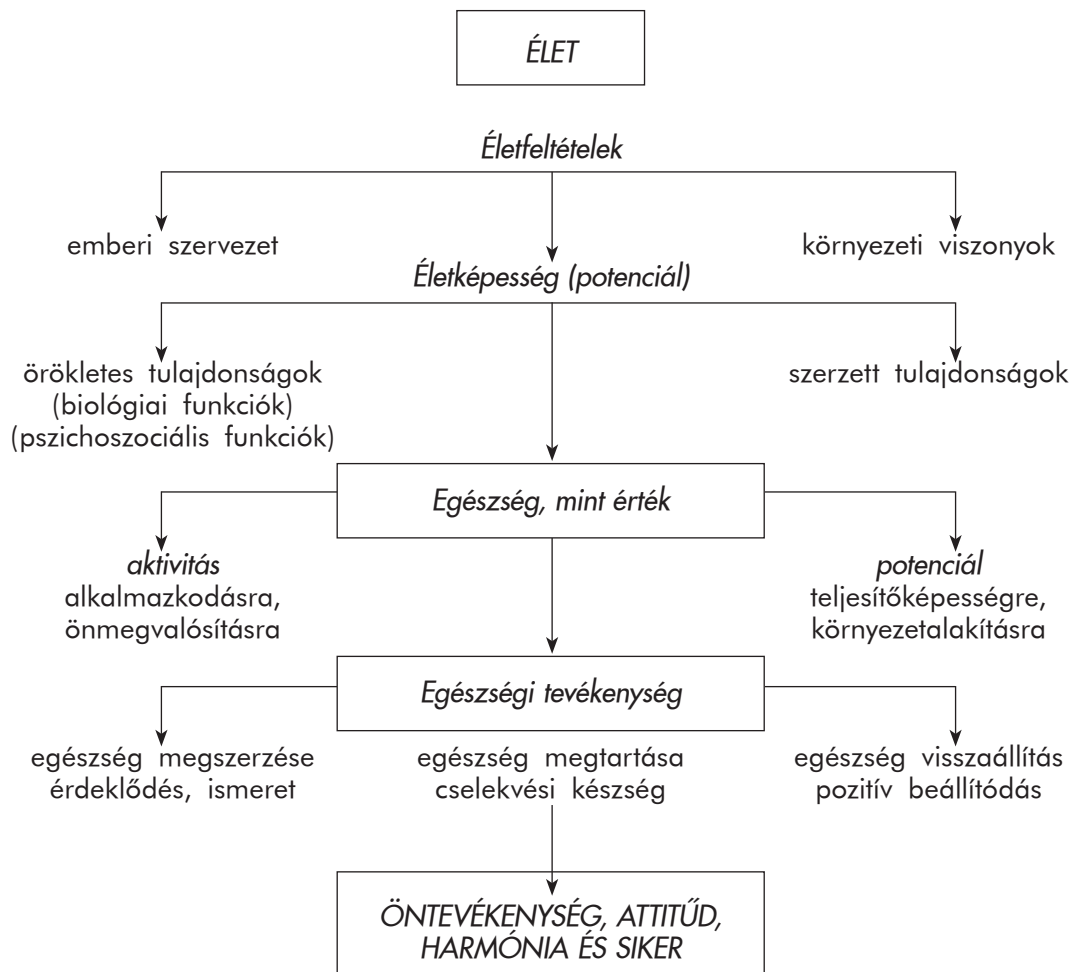 ÉLET
Életfeltételek
emberi szervezet
környezeti viszonyok
Életképesség (potenciál)
örökletes tulajdonságok
(biológiai funkciók)
(pszichoszociális funkciók)
szerzett tulajdonságok
Egészség, mint érték
aktivitás
alkalmazkodásra,
önmegvalósításra
potenciál
teljesítőképességre,
környezetalakításra
Egészségi tevékenység
egészség megszerzése
érdeklődés, ismeret
egészség megtartása
cselekvési készség
egészség visszaállítás
pozitív beállítódás
ÖNTEVÉKENYSÉG, ATTITŰD,
HARMÓNIA ÉS SIKER